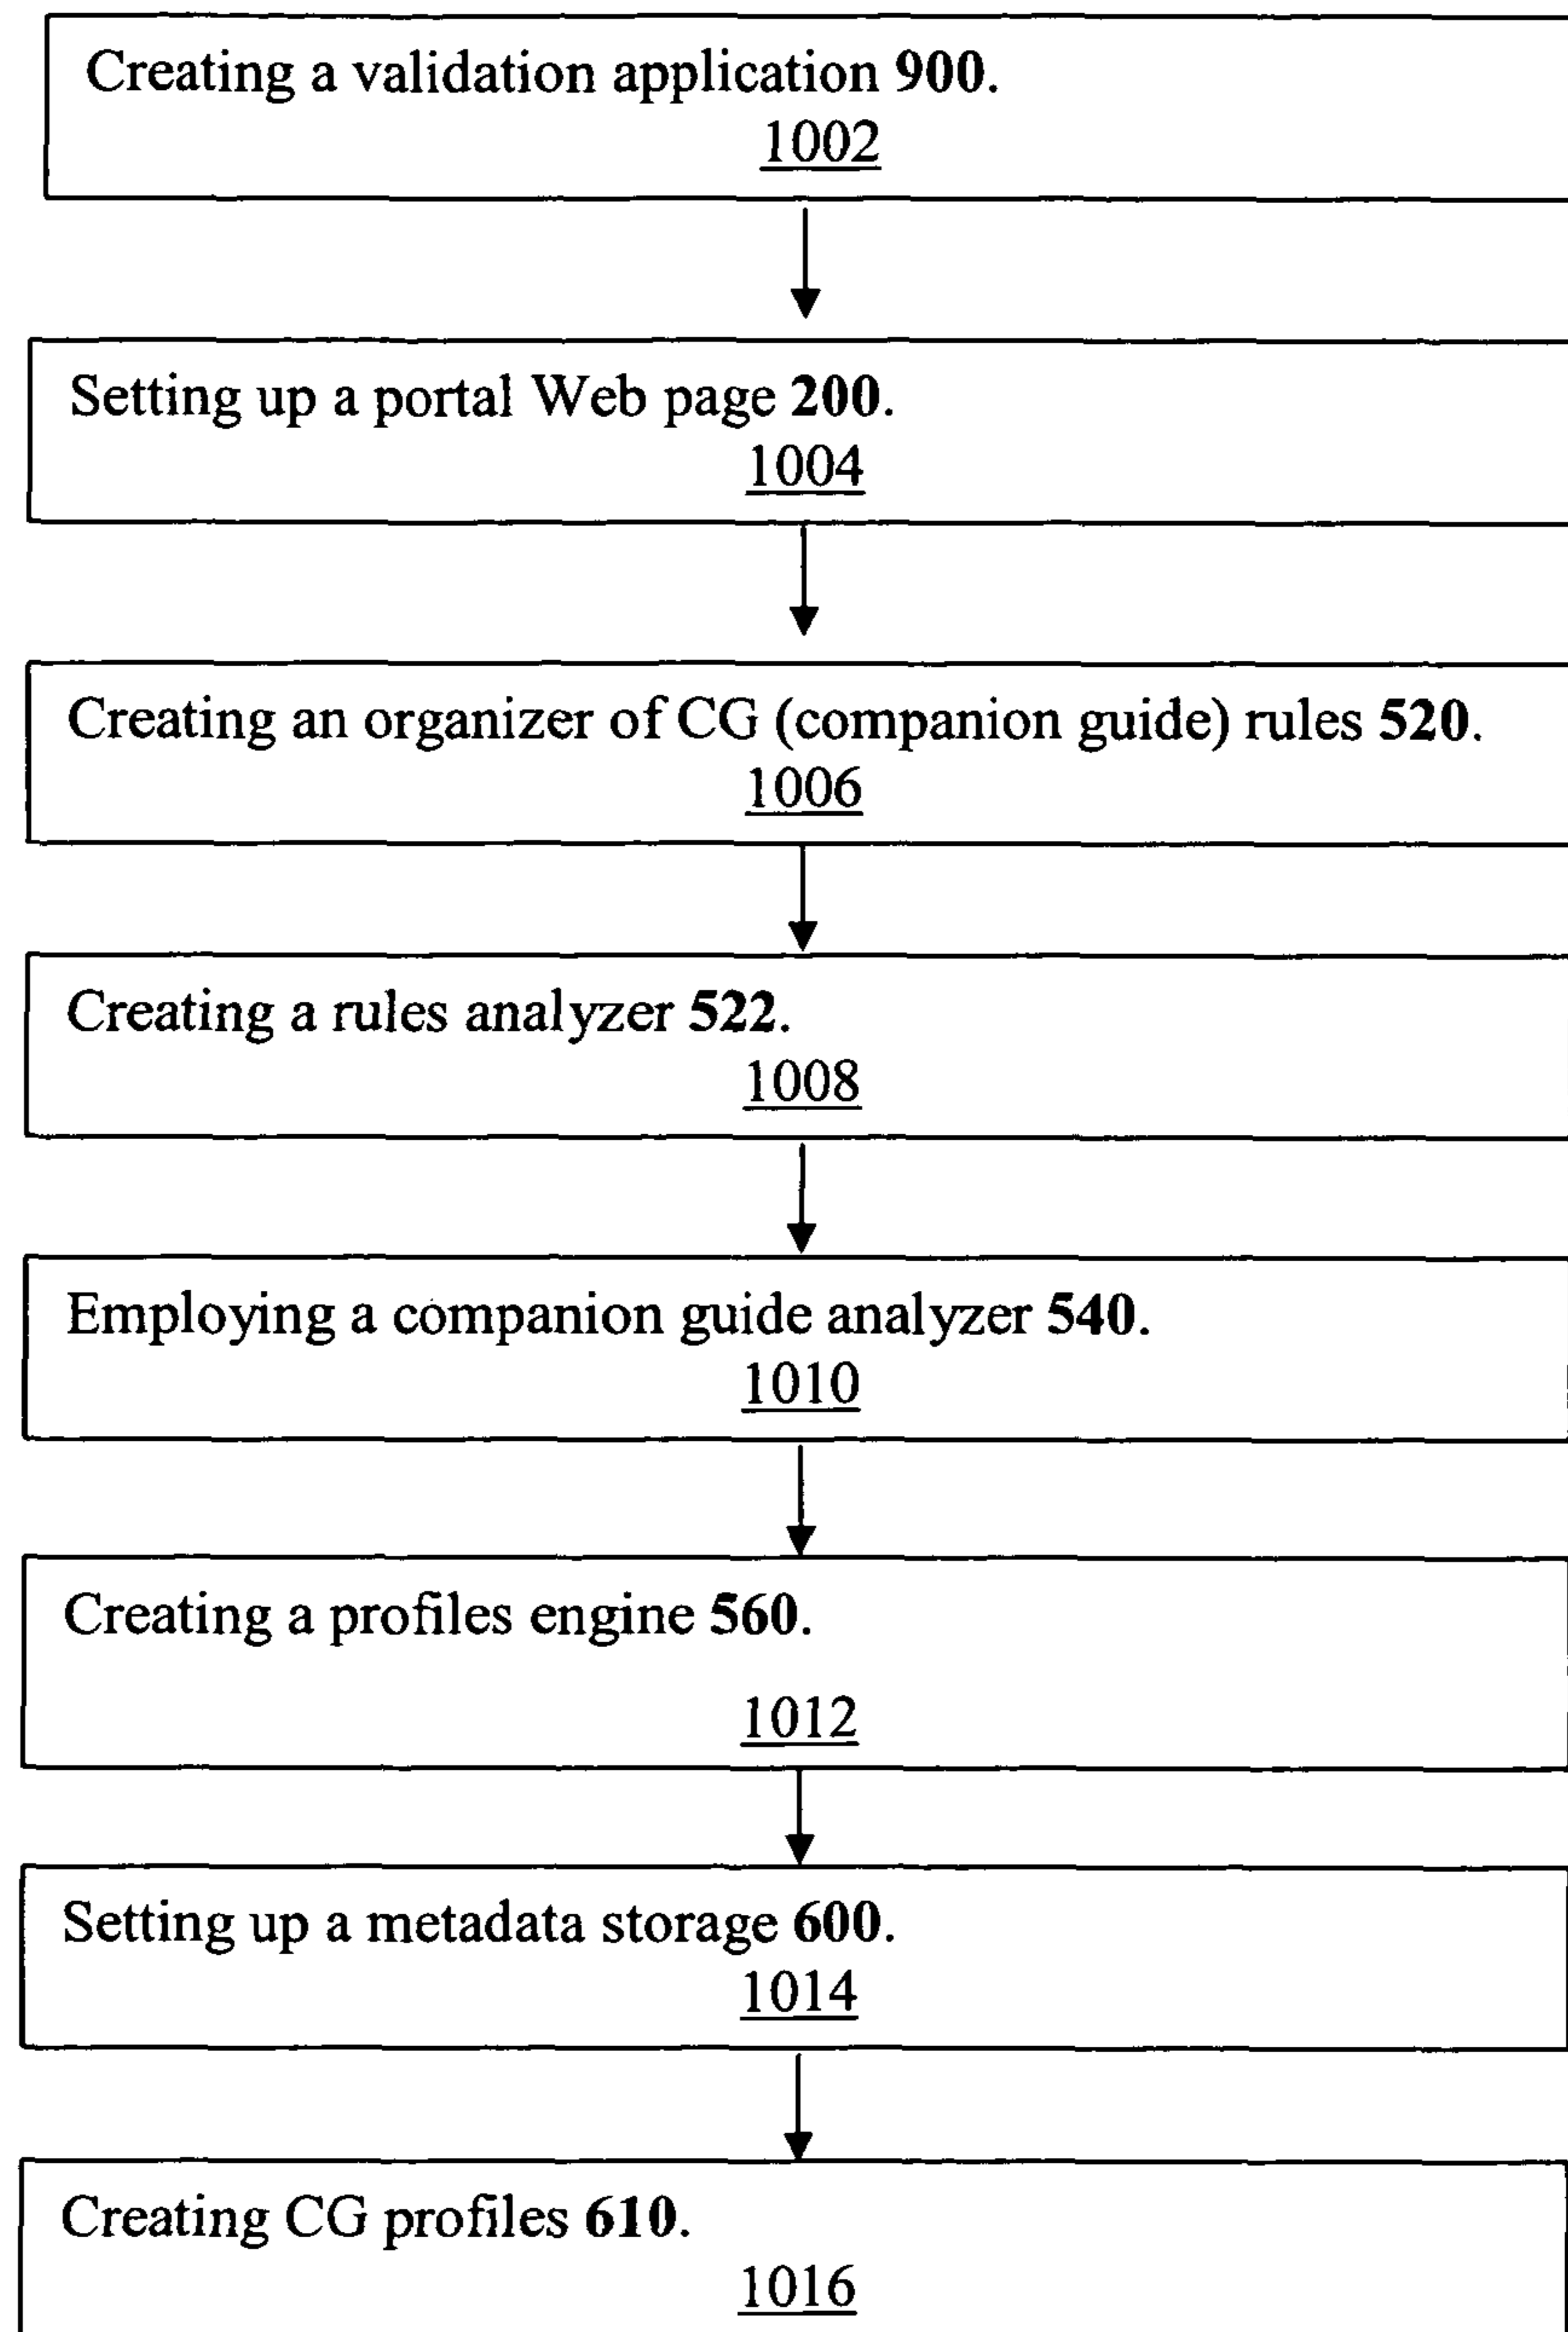 Creating a validation application 900.
1002
Setting up a portal Web page 200.
1004
Creating an organizer of CG (companion guide) rules 520.
1006
Creating a rules analyzer 522.
1008
Employing a companion guide analyzer 540.
1010
Creating a profiles engine 560.
1012
Setting up a metadata storage 600.
1014
Creating CG profiles 610.
1016